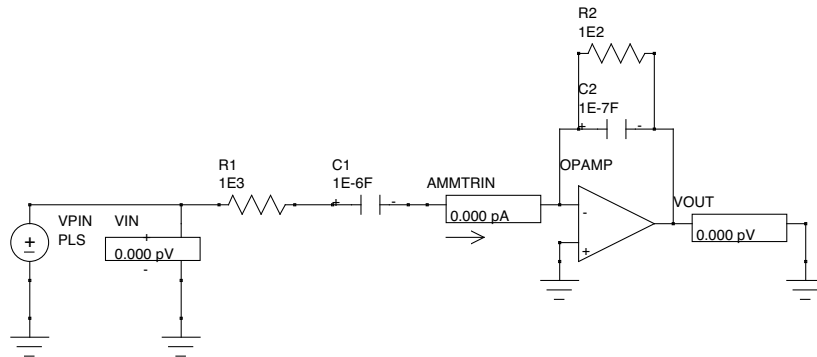 R2
1E2
C2
1E-7F
+ -
R1
1E3
C1
1E-6F
+ -
AMMTRIN
0.000 pA
OPAMP
-
+
VOUT
0.000 pV
VPIN
PLS
+
-
VIN
+
0.000 pV
-